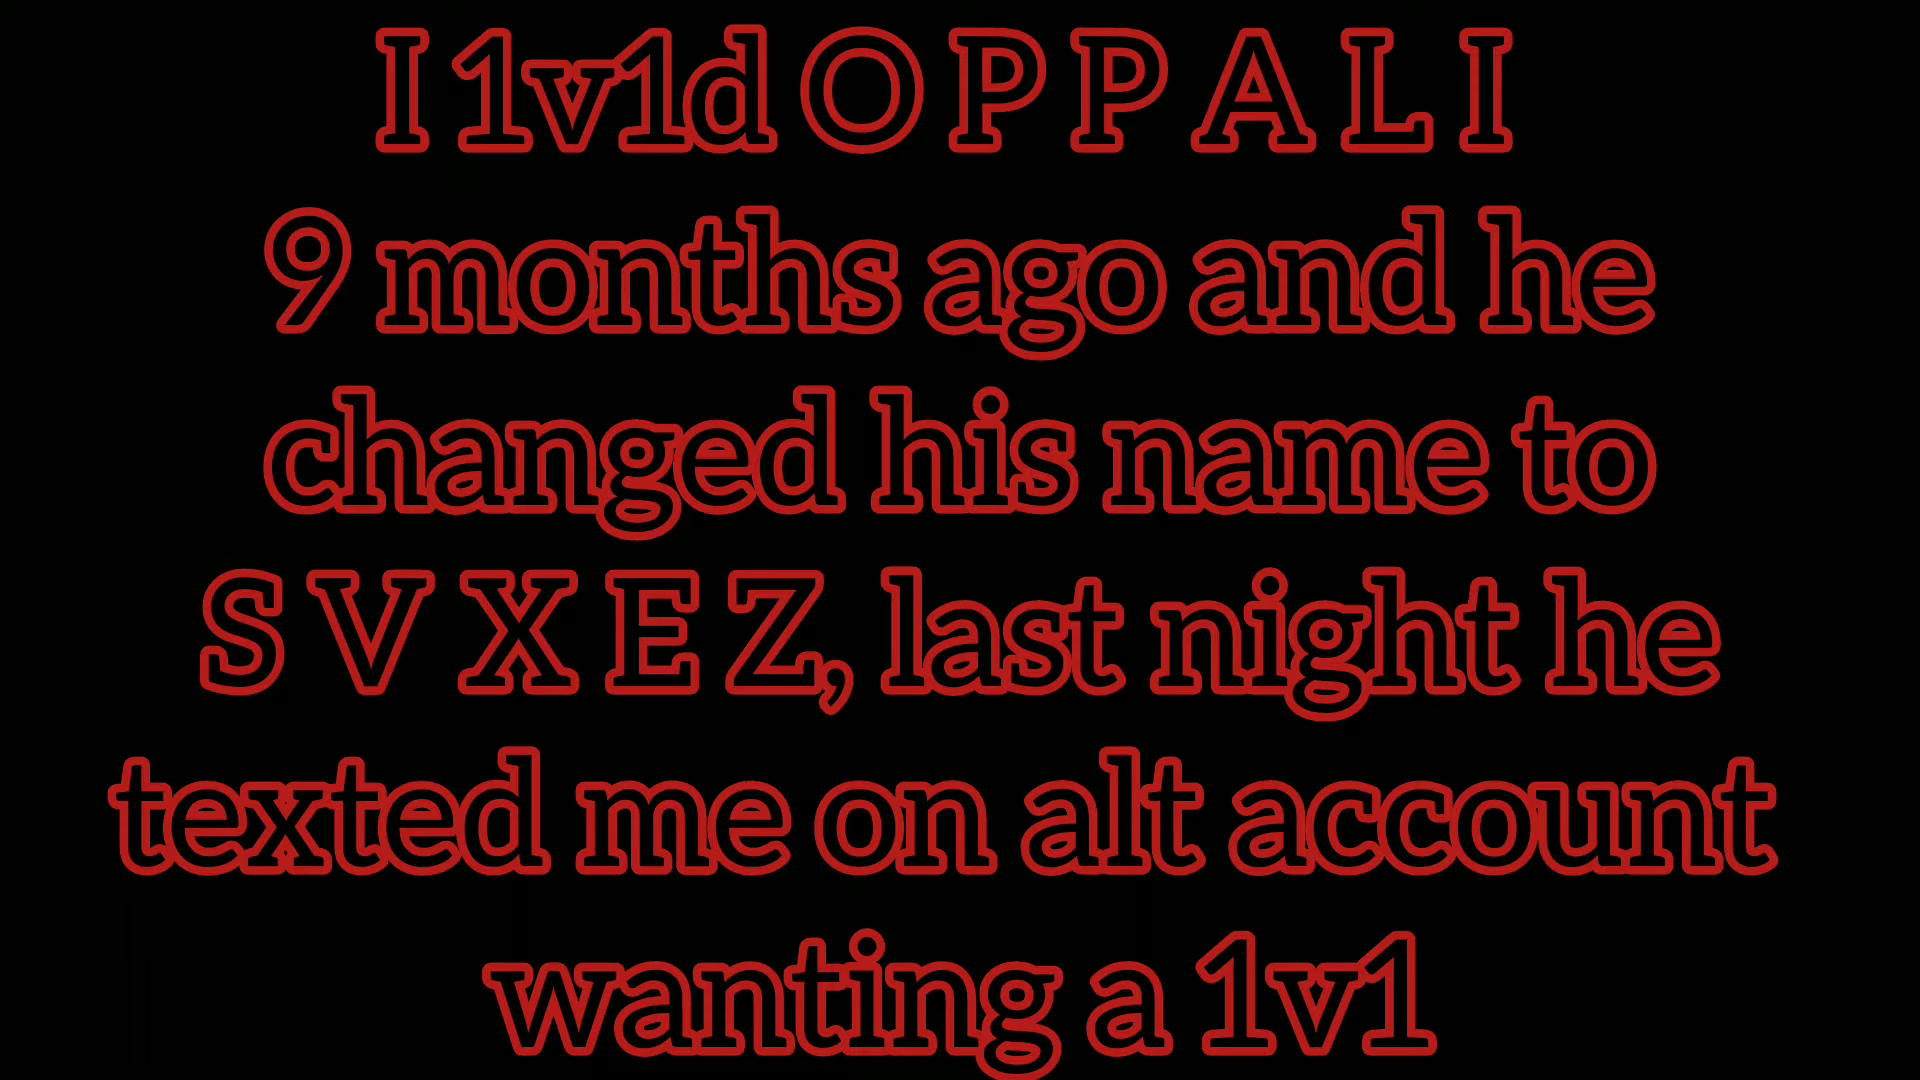 I 1v1d O P P A L I
9 months ago and he
changed his name to
S V X E Z, last night he
texted me on alt account
wanting a 1v1